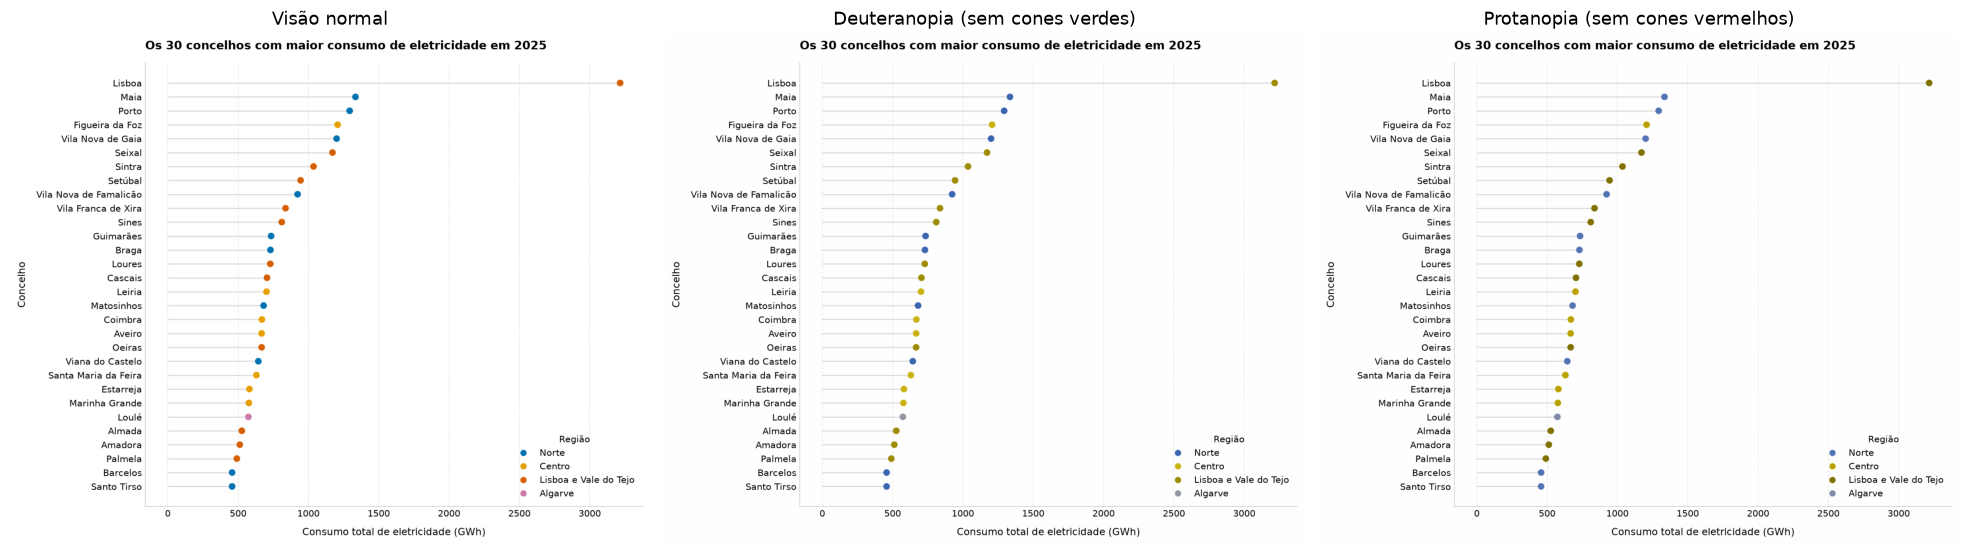 Visão normal
Os 30 concelhos com maior consumo de eletricidade em 2025
Concelho
Lisboa
Maia
Porto
Figueira da Foz
Vila Nova de Gaia
Seixal
Sintra
Setúbal
Vila Nova de Famalicão
Vila Franca de Xira
Sines
Guimarães
Braga
Loures
Cascais
Leiria
Matosinhos
Coimbra
Aveiro
Oeiras
Viana do Castelo
Santa Maria da Feira
Estarreja
Marinha Grande
Loulé
Almada
Amadora
Palmela
Barcelos
Santo Tirso
Região
Norte
Centro
Lisboa e Vale do Tejo
Algarve
0 500 1000 1500 2000 2500 3000
Consumo total de eletricidade (GWh)
Deuteranopia (sem cones verdes)
Os 30 concelhos com maior consumo de eletricidade em 2025
Concelho
Lisboa
Maia
Porto
Figueira da Foz
Vila Nova de Gaia
Seixal
Sintra
Setúbal
Vila Nova de Famalicão
Vila Franca de Xira
Sines
Guimarães
Braga
Loures
Cascais
Leiria
Matosinhos
Coimbra
Aveiro
Oeiras
Viana do Castelo
Santa Maria da Feira
Estarreja
Marinha Grande
Loulé
Almada
Amadora
Palmela
Barcelos
Santo Tirso
Região
Norte
Centro
Lisboa e Vale do Tejo
Algarve
0 500 1000 1500 2000 2500 3000
Consumo total de eletricidade (GWh)
Protanopia (sem cones vermelhos)
Os 30 concelhos com maior consumo de eletricidade em 2025
Concelho
Lisboa
Maia
Porto
Figueira da Foz
Vila Nova de Gaia
Seixal
Sintra
Setúbal
Vila Nova de Famalicão
Vila Franca de Xira
Sines
Guimarães
Braga
Loures
Cascais
Leiria
Matosinhos
Coimbra
Aveiro
Oeiras
Viana do Castelo
Santa Maria da Feira
Estarreja
Marinha Grande
Loulé
Almada
Amadora
Palmela
Barcelos
Santo Tirso
Região
Norte
Centro
Lisboa e Vale do Tejo
Algarve
0 500 1000 1500 2000 2500 3000
Consumo total de eletricidade (GWh)